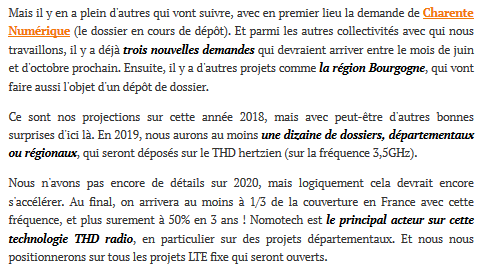 Mais il y en a plein d'autres qui vont suivre, avec en premier lieu la demande de Charente
Numérique (le dossier en cours de dépôt). Et parmi les autres collectivités avec qui nous
travaillons, il y a déjà trois nouvelles demandes qui devraient arriver entre le mois de juin
et d'octobre prochain. Ensuite, il y a d'autres projets comme la région Bourgogne, qui vont
faire aussi l'objet d'un dépôt de dossier.
Ce sont nos projections sur cette année 2018, mais avec peut-être d'autres bonnes
surprises d'ici là. En 2019, nous aurons au moins une dizaine de dossiers, départementaux
ou régionaux, qui seront déposés sur le THD hertzien (sur la fréquence 3,5GHz).
Nous n'avons pas encore de détails sur 2020, mais logiquement cela devrait encore
s'accélérer. Au final, on arrivera au moins à 1/3 de la couverture en France avec cette
fréquence, et plus surement à 50% en 3 ans ! Nomotech est le principal acteur sur cette
technologie THD radio, en particulier sur des projets départementaux. Et nous nous
positionnerons sur tous les projets LTE fixe qui seront ouverts.